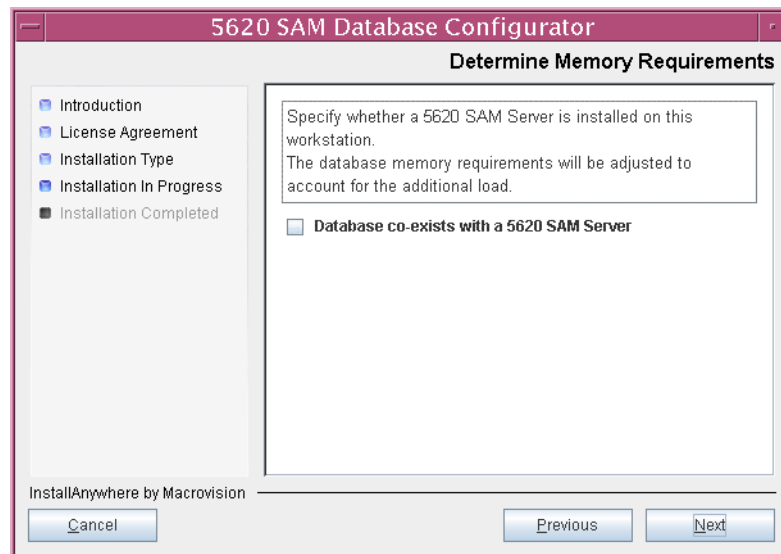 5620 SAM Database Configurator
Determine Memory Requirements
Introduction
License Agreement
Installation Type
Installation In Progress
Installation Completed
Specify whether a 5620 SAM Server is installed on this
workstation.
The database memory requirements will be adjusted to
account for the additional load.
Database co-exists with a 5620 SAM Server
InstallAnywhere by Macrovision
Cancel
Previous
Next